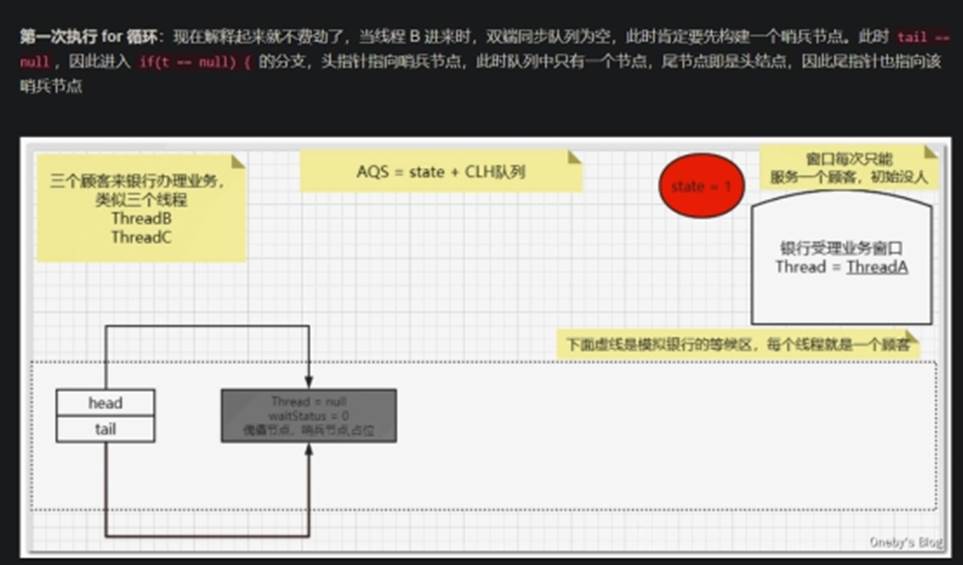 第一次执行 for 循环：现在解释起来就不费劲了，当线程 B 进来时，双端同步队列为空，此时肯定要先构建一个哨兵节点。此时 tail ==
null ，因此进入 if(t == null) { 的分支，头指针指向哨兵节点，此时队列中只有一个节点，尾节点即是头结点，因此尾指针也指向该
哨兵节点
三个顾客来银行办理业务，
类似三个线程
ThreadB
ThreadC
AQS = state + CLH队列
state = 1
窗口每次只能
服务一个顾客，初始没人
银行受理业务窗口
Thread = ThreadA
下面虚线是模拟银行的等候区，每个线程就是一个顾客
head
tail
Thread = null
waitStatus = 0
傀儡节点、哨兵节点,占位
Oneby's Blog